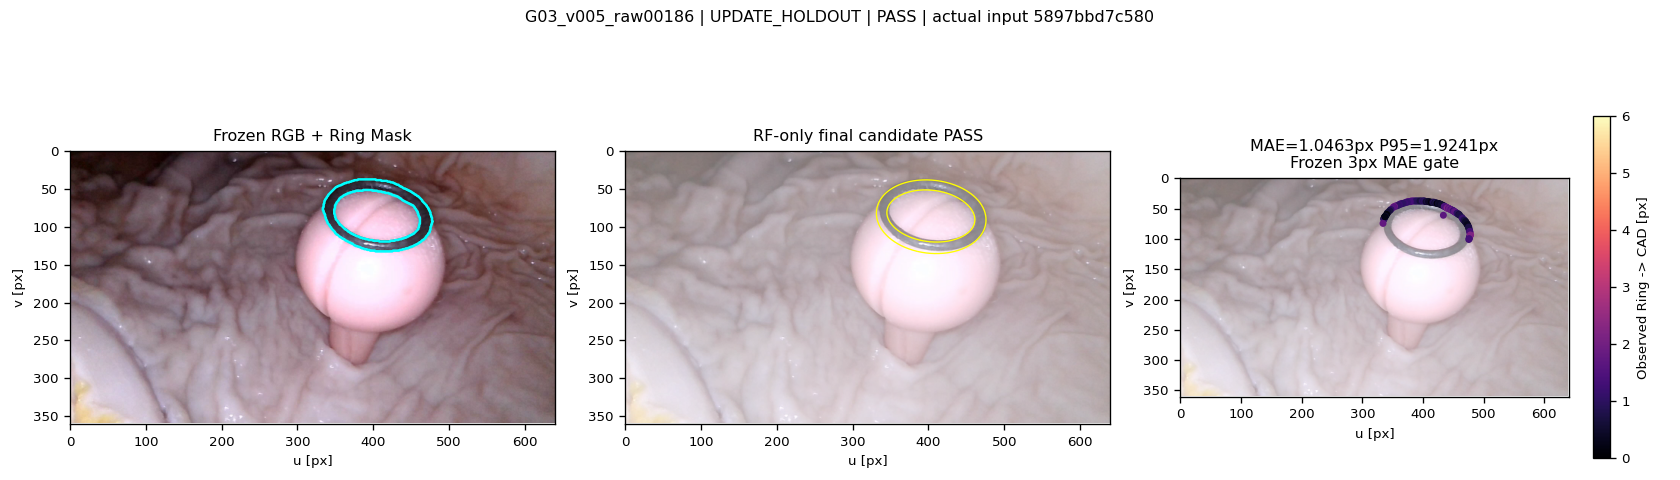 G03_v005_raw00186 | UPDATE_HOLDOUT | PASS | actual input 5897bbd7c580
Frozen RGB + Ring Mask
0
50
100
150
200
250
300
350
v [px]
0 100 200 300 400 500 600
u [px]
RF-only final candidate PASS
0
50
100
150
200
250
300
350
v [px]
0 100 200 300 400 500 600
u [px]
MAE=1.0463px P95=1.9241px
Frozen 3px MAE gate
0
50
100
150
200
250
300
350
v [px]
0 100 200 300 400 500 600
u [px]
6
5
4
3
2
1
0
Observed Ring -> CAD [px]